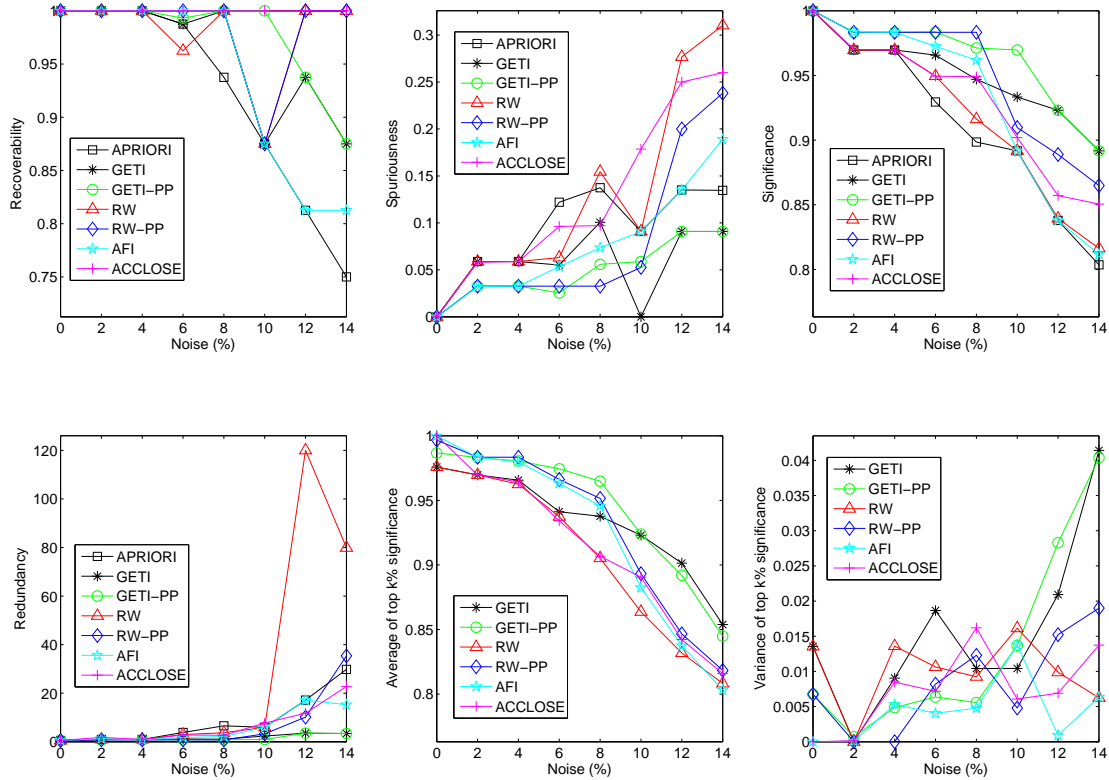 1
0.95
0.9
0.85
0.8
0.75
Recoverability
APRIORI
GETI
GETI−PP
RW
RW−PP
AFI
ACCLOSE
0 2 4 6 8 10 12 14
Noise (%)
0.3
0.25
0.2
0.15
0.1
0.05
0
Spuriousness
APRIORI
GETI
GETI−PP
RW
RW−PP
AFI
ACCLOSE
0 2 4 6 8 10 12 14
Noise (%)
1
0.95
0.9
0.85
0.8
Significance
APRIORI
GETI
GETI−PP
RW
RW−PP
AFI
ACCLOSE
0 2 4 6 8 10 12 14
Noise (%)
120
100
80
60
40
20
0
Redundancy
APRIORI
GETI
GETI−PP
RW
RW−PP
AFI
ACCLOSE
0 2 4 6 8 10 12 14
Noise (%)
1
0.95
0.9
0.85
0.8
Average of top k% significance
GETI
GETI−PP
RW
RW−PP
AFI
ACCLOSE
0 2 4 6 8 10 12 14
Noise (%)
0.04
0.035
0.03
0.025
0.02
0.015
0.01
0.005
0
Variance of top k% significance
GETI
GETI−PP
RW
RW−PP
AFI
ACCLOSE
0 2 4 6 8 10 12 14
Noise (%)